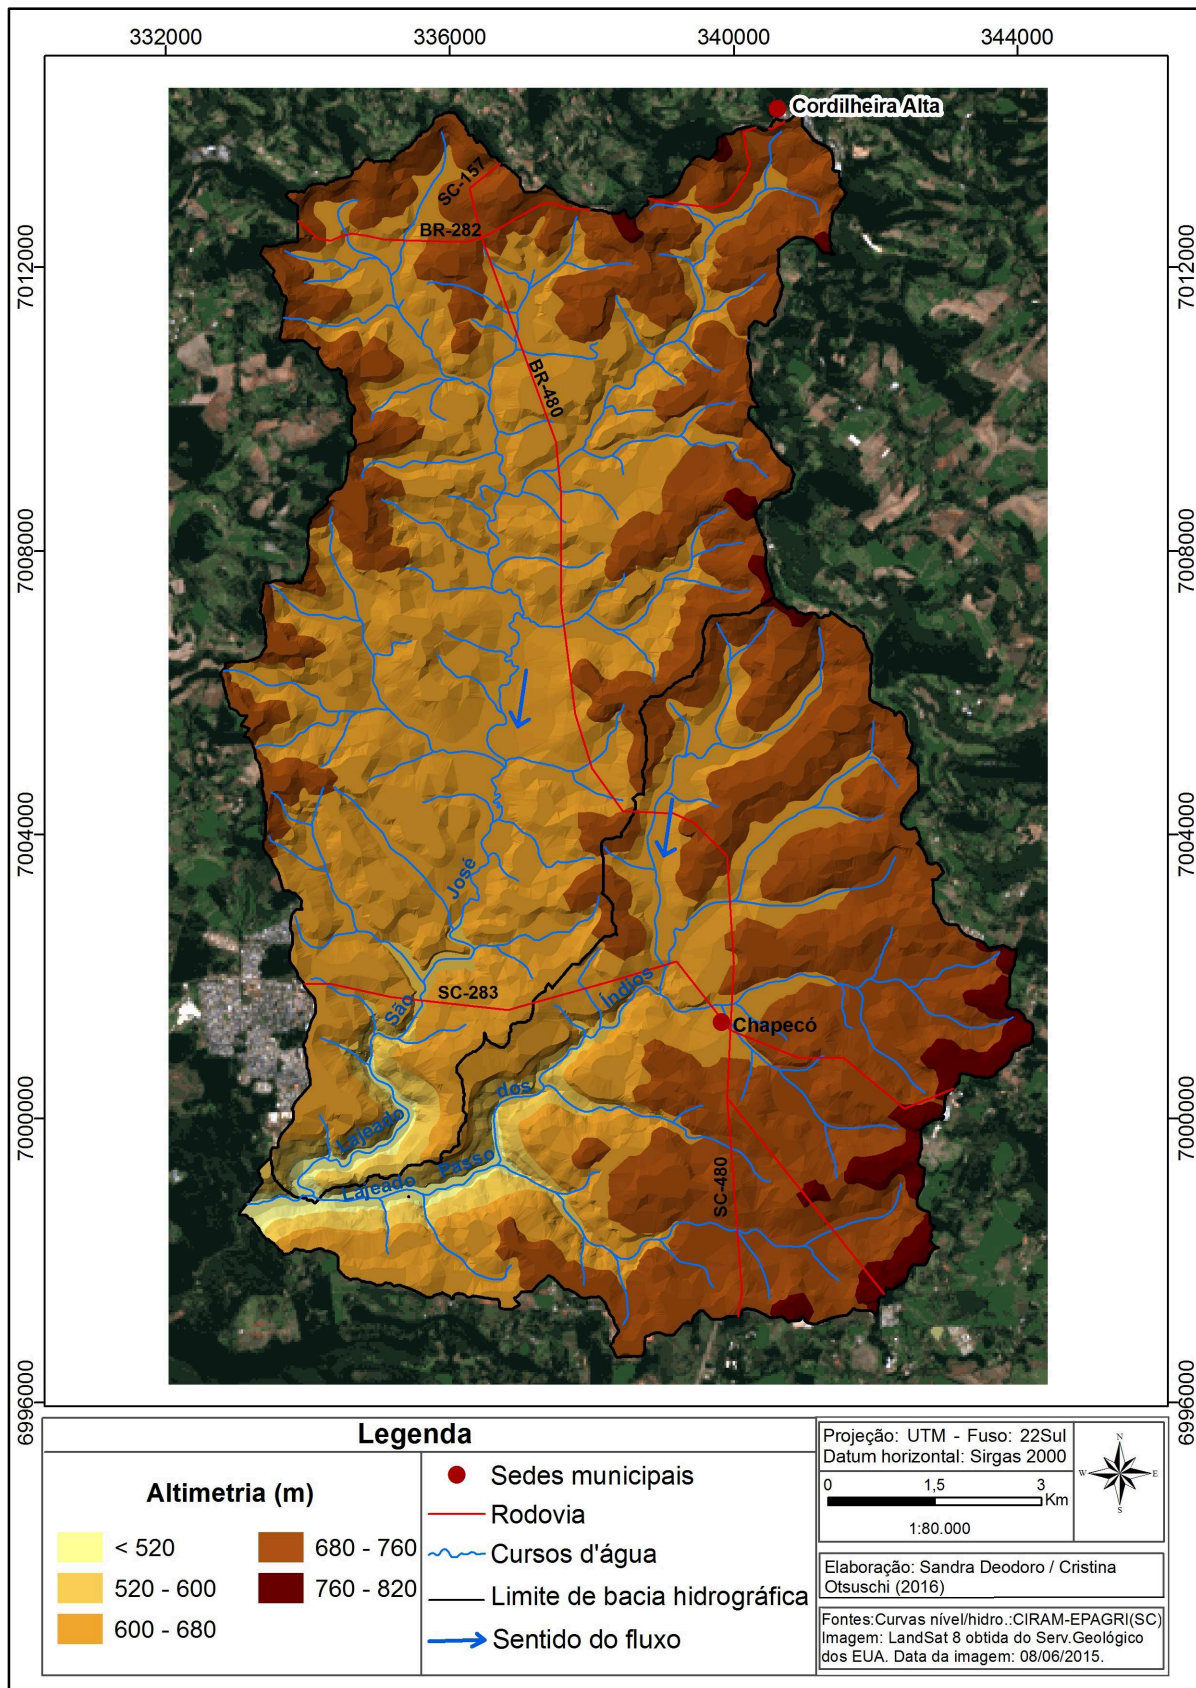 332000
336000
340000
344000
Cordilheira Alta
SC-157
BR-282
7012000
7012000
BR-480
7008000
7008000
7004000
7004000
José
Índios
SC-283
São
Chapecó
dos
7000000
7000000
Lajeado
Passo
Lajeado
SC-480
6996000
6996000
Legenda
Altimetria (m)
< 520
520 - 600
600 - 680
680 - 760
760 - 820
Sedes municipais
Rodovia
Cursos d'água
Limite de bacia hidrográfica
Sentido do fluxo
Projeção: UTM - Fuso: 22Sul
Datum horizontal: Sirgas 2000
0 1,5 3
Km
1:80.000
N
W E
S
Elaboração: Sandra Deodoro / Cristina
Otsuschi (2016)
Fontes:Curvas nível/hidro.:CIRAM-EPAGRI(SC)
Imagem: LandSat 8 obtida do Serv.Geológico
dos EUA. Data da imagem: 08/06/2015.